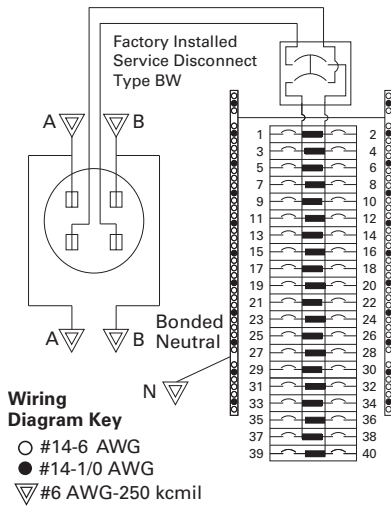 Factory Installed
Service Disconnect
Type BW
A
B
1 2
3 4
5 6
7 8
9 10
11 12
13 14
15 16
17 18
19 20
21 22
23 24
25 26
27 28
29 30
31 32
33 34
35 36
37 38
39 40
A
B
Bonded
Neutral
N
Wiring
Diagram Key
#14-6 AWG
#14-1/0 AWG
#6 AWG-250 kcmil